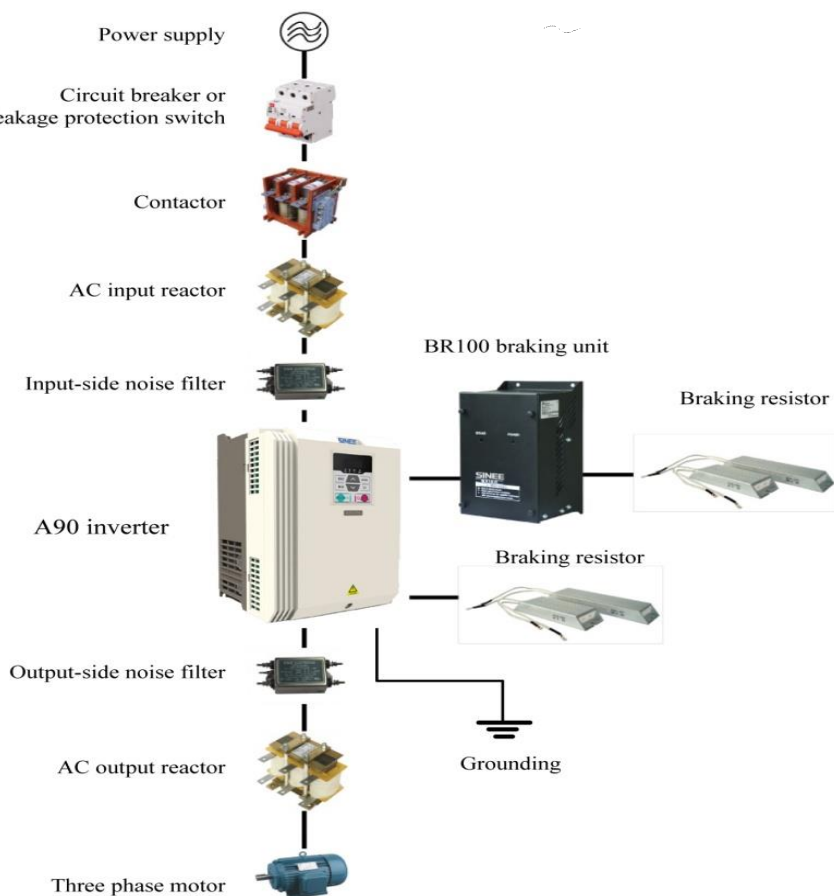 Power supply
Circuit breaker or
eakage protection switch
Contactor
AC input reactor
BR100 braking unit
Input-side noise filter
Braking resistor
SINEE
SINEE
A90 inverter
Braking resistor
Output-side noise filter
Grounding
AC output reactor
Three phase motor